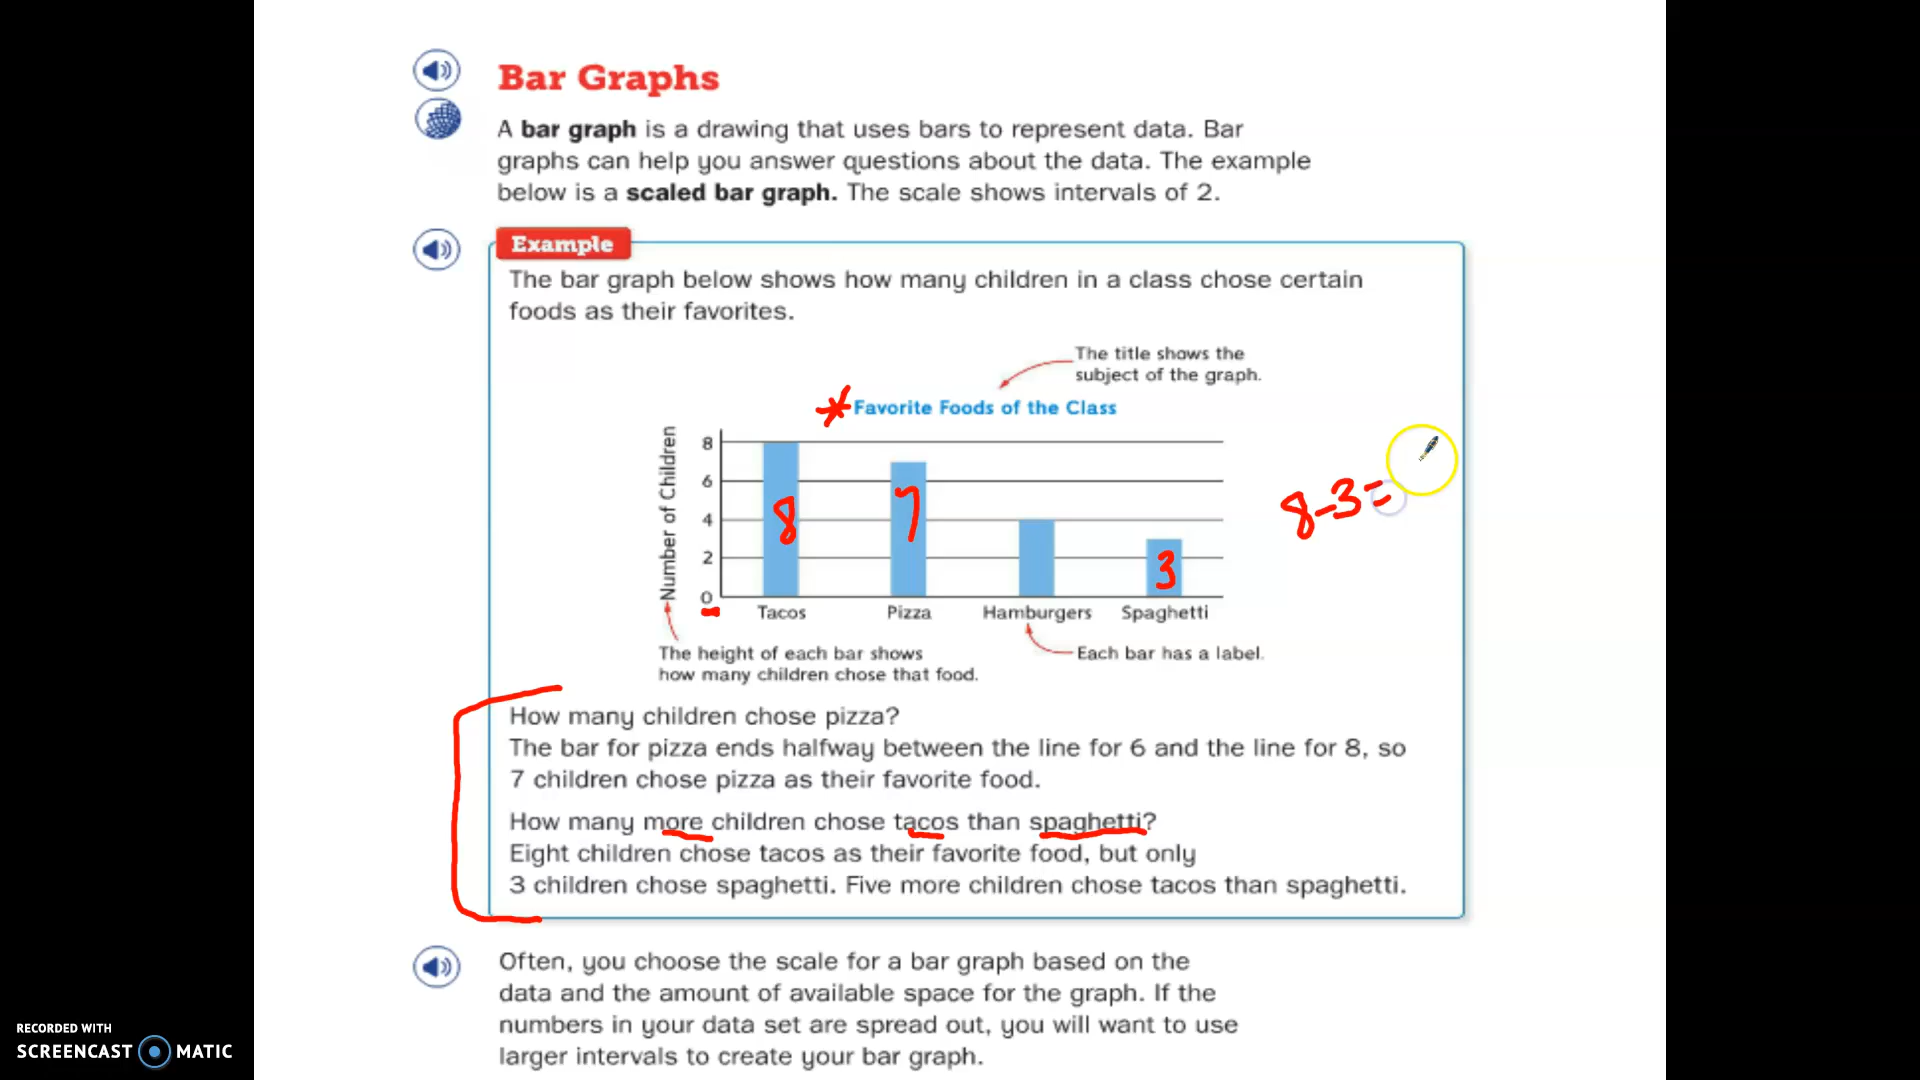 Bar Graphs
A bar graph is a drawing that uses bars to represent data. Bar
graphs can help you answer questions about the data. The example
below is a scaled bar graph. The scale shows intervals of 2.
Example
The bar graph below shows how many children in a class chose certain
foods as their favorites.
The title shows the
subject of the graph.
* Favorite Foods of the Class
Number of Children
8
6
4
2
0
8
7
3
8-3=
Tacos Pizza Hamburgers Spaghetti
The height of each bar shows
how many children chose that food.
Each bar has a label.
How many children chose pizza?
The bar for pizza ends halfway between the line for 6 and the line for 8, so
7 children chose pizza as their favorite food.
How many more children chose tacos than spaghetti?
Eight children chose tacos as their favorite food, but only
3 children chose spaghetti. Five more children chose tacos than spaghetti.
Often, you choose the scale for a bar graph based on the
data and the amount of available space for the graph. If the
numbers in your data set are spread out, you will want to use
larger intervals to create your bar graph.
RECORDED WITH
SCREENCAST MATIC